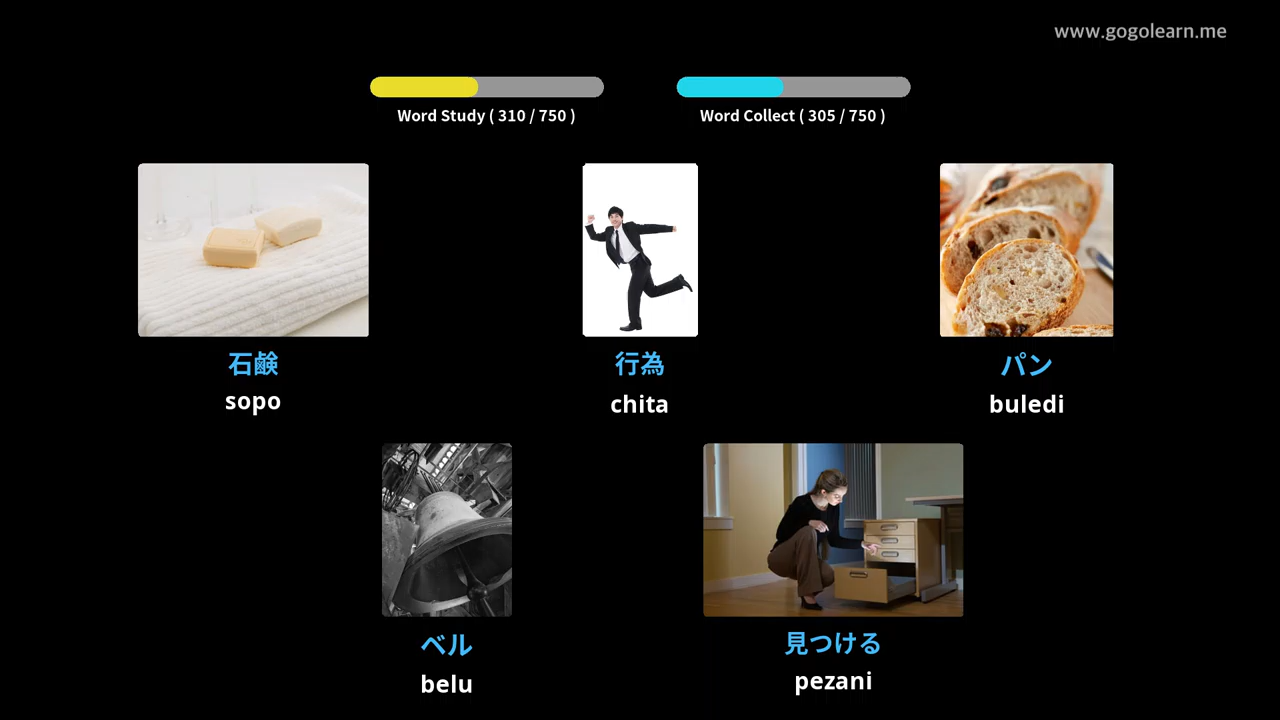 www.gogolearn.me
Word Study ( 310 / 750 )
Word Collect ( 305 / 750 )
石鹸
sopo
行為
chita
パン
buledi
ベル
belu
見つける
pezani